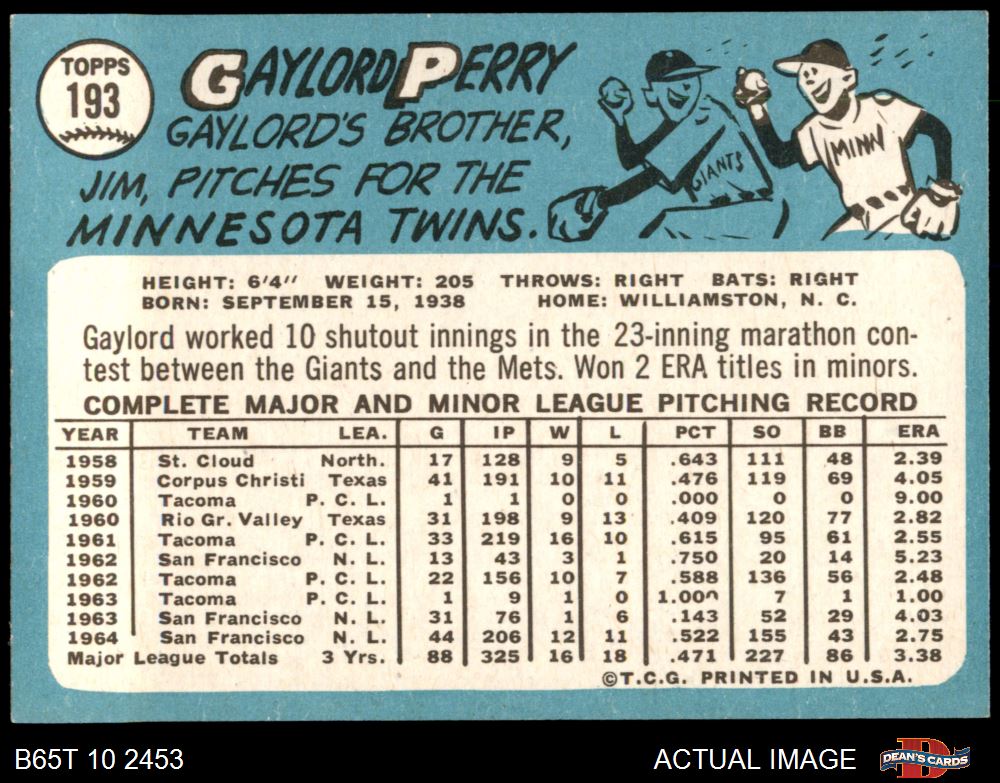 TOPPS
193
GAYLORD PERRY
GAYLORD'S BROTHER,
JIM, PITCHES FOR THE
MINNESOTA TWINS.
GIANTS
MINN
HEIGHT: 6'4" WEIGHT: 205 THROWS: RIGHT BATS: RIGHT
BORN: SEPTEMBER 15, 1938 HOME: WILLIAMSTON, N. C.
Gaylord worked 10 shutout innings in the 23-inning marathon con-
test between the Giants and the Mets. Won 2 ERA titles in minors.
COMPLETE MAJOR AND MINOR LEAGUE PITCHING RECORD
YEAR TEAM LEA. G IP W L PCT SO BB ERA
1958 St. Cloud North. 17 128 9 5 .643 111 48 2.39
1959 Corpus Christi Texas 41 191 10 11 .476 119 69 4.05
1960 Tacoma P. C. L. 1 1 0 0 .000 0 0 9.00
1960 Rio Gr. Valley Texas 31 198 9 13 .409 120 77 2.82
1961 Tacoma P. C. L. 33 219 16 10 .615 95 61 2.55
1962 San Francisco N. L. 13 43 3 1 .750 20 14 5.23
1962 Tacoma P. C. L. 22 156 10 7 .588 136 56 2.48
1963 Tacoma P. C. L. 1 9 1 0 1.000 7 1 1.00
1963 San Francisco N. L. 31 76 1 6 .143 52 29 4.03
1964 San Francisco N. L. 44 206 12 11 .522 155 43 2.75
Major League Totals 3 Yrs. 88 325 16 18 .471 227 86 3.38
©T.C.G. PRINTED IN U.S.A.
B65T 10 2453 ACTUAL IMAGE
D
DEAN'S CARDS